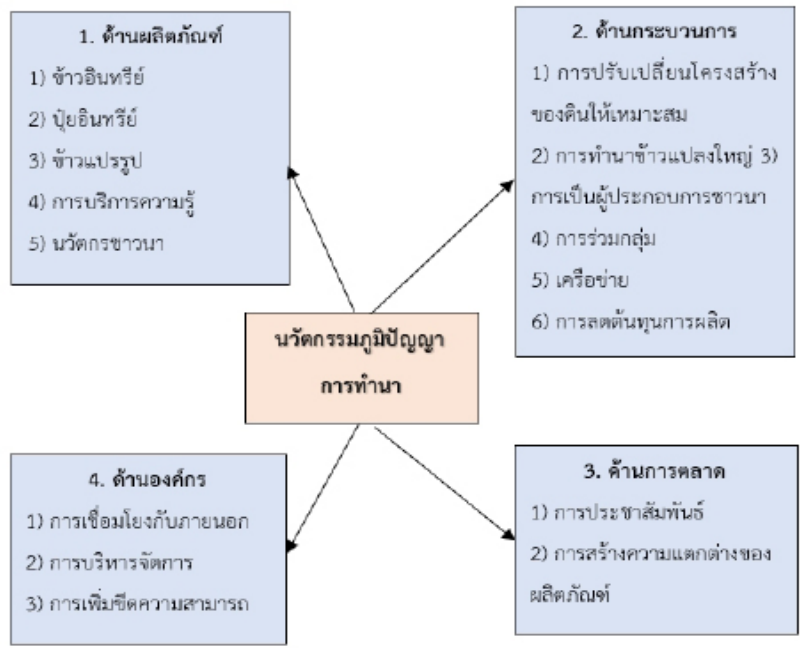 1. ด้านผลิตภัณฑ์
1) ข้าวอินทรีย์
2) ปุ๋ยอินทรีย์
3) ข้าวแปรรูป
4) การบริการความรู้
5) นวัตกรชาวนา
2. ด้านกระบวนการ
1) การปรับเปลี่ยนโครงสร้าง
ของดินให้เหมาะสม
2) การทำนาข้าวแปลงใหญ่ 3)
การเป็นผู้ประกอบการชาวนา
4) การร่วมกลุ่ม
5) เครือข่าย
6) การลดต้นทุนการผลิต
นวัตกรรมภูมิปัญญา
การทำนา
4. ด้านองค์กร
1) การเชื่อมโยงกับภายนอก
2) การบริหารจัดการ
3) การเพิ่มขีดความสามารถ
3. ด้านการตลาด
1) การประชาสัมพันธ์
2) การสร้างความแตกต่างของ
ผลิตภัณฑ์